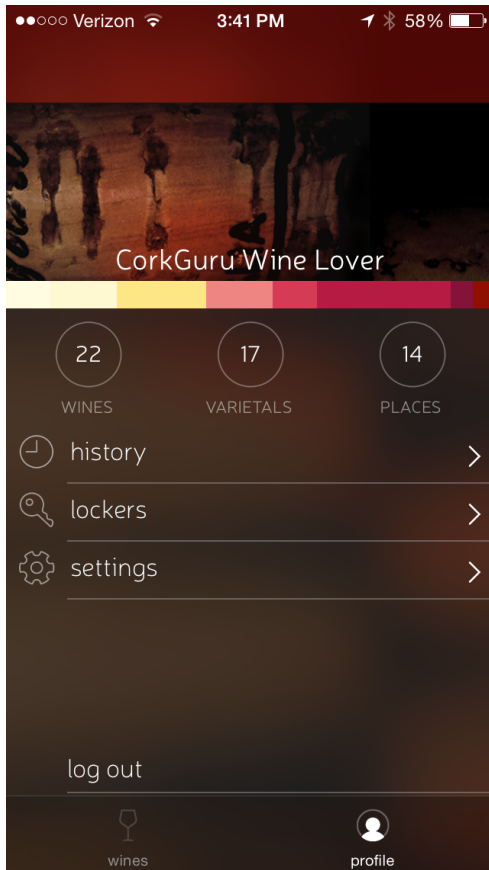 Verizon 3:41 PM 58%
CorkGuru Wine Lover
22 17 14
WINES VARIETALS PLACES
history
lockers
settings
log out
wines profile